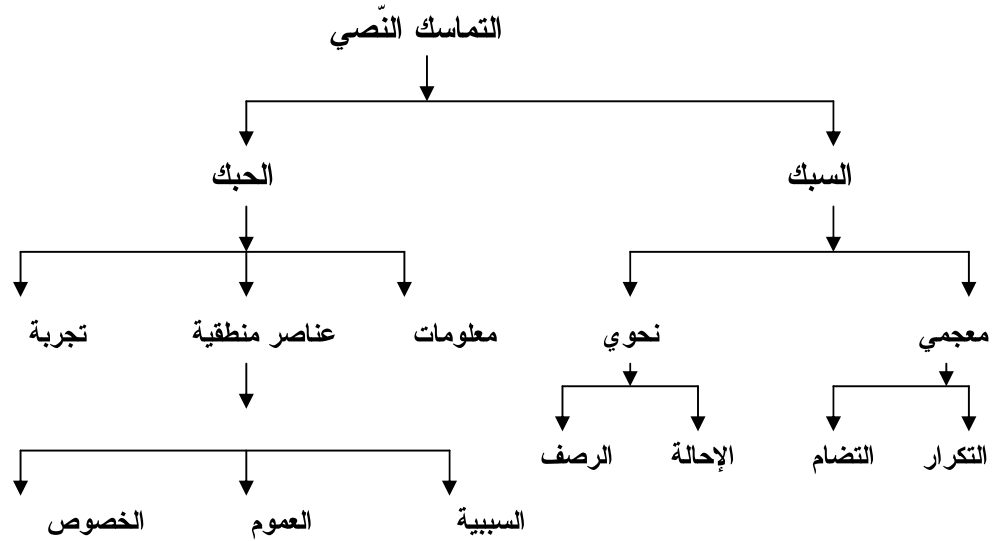 التماسك النّصي
السبك
الحبك
معجمي
نحوي
معلومات
عناصر منطقية
تجربة
التكرار
التضام
الإحالة
الرصف
السببية
العموم
الخصوص